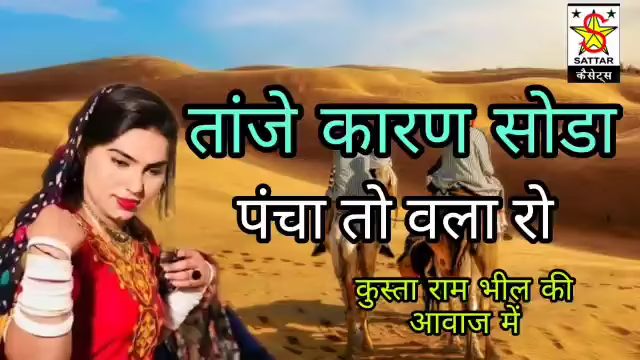 SATTAR
कैसेट्स
तांजे कारण सोडा
पंचा तो वला रो
कुस्ता राम भील की
आवाज में